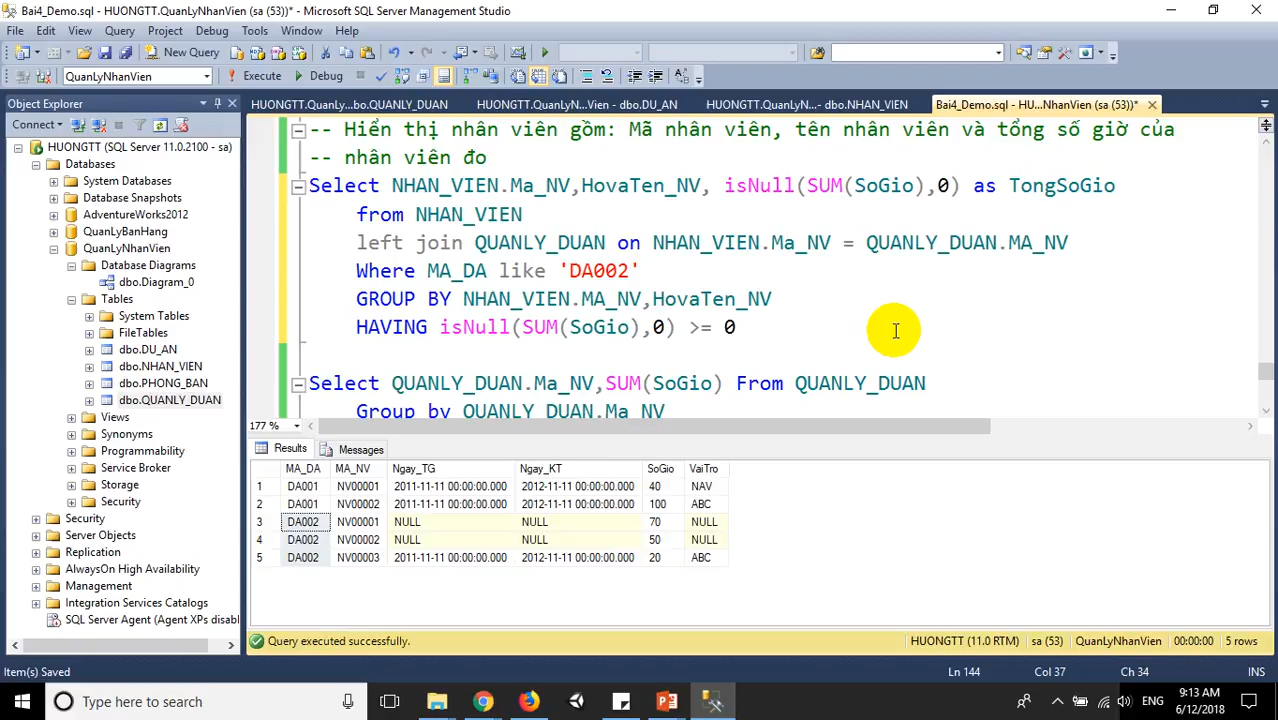 Bai4_Demo.sql - HUONGTT.QuanLyNhanVien (sa (53))* - Microsoft SQL Server Management Studio
File Edit View Query Project Debug Tools Window Help
New Query
QuanLyNhanVien Execute Debug
Object Explorer
HUONGTT.QuanLy...bo.QUANLY_DUAN HUONGTT.QuanLyN...Vien - dbo.DU_AN HUONGTT.QuanLyN...- dbo.NHAN_VIEN Bai4_Demo.sql - HU...NhanVien (sa (53))*
Connect
HUONGTT (SQL Server 11.0.2100 - sa)
Databases
System Databases
Database Snapshots
AdventureWorks2012
QuanLyBanHang
QuanLyNhanVien
Database Diagrams
dbo.Diagram_0
Tables
System Tables
FileTables
dbo.DU_AN
dbo.NHAN_VIEN
dbo.PHONG_BAN
dbo.QUANLY_DUAN
Views
Synonyms
Programmability
Service Broker
Storage
Security
Security
Server Objects
Replication
AlwaysOn High Availability
Management
Integration Services Catalogs
SQL Server Agent (Agent XPs disabl
-- Hiển thị nhân viên gồm: Mã nhân viên, tên nhân viên và tổng số giờ của
-- nhân viên đo
Select NHAN_VIEN.Ma_NV,HovaTen_NV, isNull(SUM(SoGio),0) as TongSoGio
from NHAN_VIEN
left join QUANLY_DUAN on NHAN_VIEN.Ma_NV = QUANLY_DUAN.MA_NV
Where MA_DA like 'DA002'
GROUP BY NHAN_VIEN.MA_NV,HovaTen_NV
HAVING isNull(SUM(SoGio),0) >= 0
Select QUANLY_DUAN.Ma_NV,SUM(SoGio) From QUANLY_DUAN
Group by QUANLY_DUAN.Ma_NV
177 %
Results Messages
MA_DA MA_NV Ngay_TG Ngay_KT SoGio VaiTro
1 DA001 NV00001 2011-11-11 00:00:00.000 2012-11-11 00:00:00.000 40 NAV
2 DA001 NV00002 2011-11-11 00:00:00.000 2012-11-11 00:00:00.000 100 ABC
3 DA002 NV00001 NULL NULL 70 NULL
4 DA002 NV00002 NULL NULL 50 NULL
5 DA002 NV00003 2011-11-11 00:00:00.000 2012-11-11 00:00:00.000 20 ABC
Query executed successfully. HUONGTT (11.0 RTM) sa (53) QuanLyNhanVien 00:00:00 5 rows
Item(s) Saved Ln 144 Col 37 Ch 34 INS
Type here to search
ENG
9:13 AM
6/12/2018